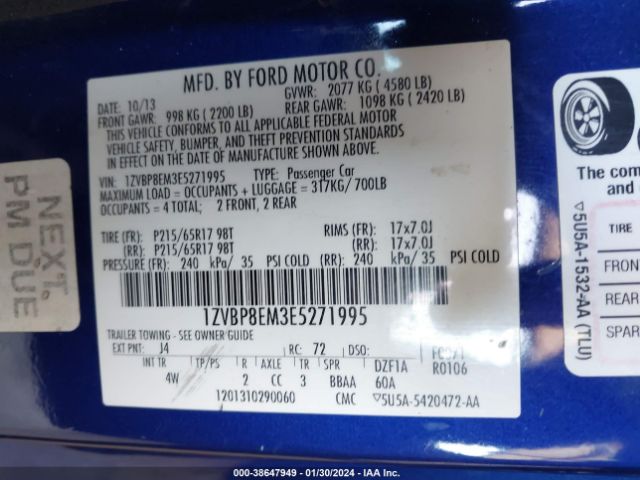 MFD. BY FORD MOTOR CO.
DATE: 10/13
GVWR: 2077 KG ( 4580 LB)
FRONT GAWR: 998 KG ( 2200 LB)
REAR GAWR: 1098 KG ( 2420 LB)
THIS VEHICLE CONFORMS TO ALL APPLICABLE FEDERAL MOTOR
VEHICLE SAFETY, BUMPER, AND THEFT PREVENTION STANDARDS
IN EFFECT ON THE DATE OF MANUFACTURE SHOWN ABOVE.
VIN: 1ZVBP8EM3E5271995 TYPE: Passenger Car
MAXIMUM LOAD = OCCUPANTS + LUGGAGE = 317KG/ 700LB
OCCUPANTS = 4 TOTAL; 2 FRONT, 2 REAR
TIRE (FR): P215/65R17 98T RIMS (FR): 17x7.0J
(RR): P215/65R17 98T (RR): 17x7.0J
PRESSURE (FR): 240 kPa/ 35 PSI COLD (RR): 240 kPa/ 35 PSI COLD
1ZVBP8EM3E5271995
TRAILER TOWING - SEE OWNER GUIDE
EXT PNT: J4 RC: 72 DSO:
INT TR TP/PS R AXLE TR SPR DZF1A R0106
4W 2 CC 3 BBAA 60A
1201310290060 CMC ▽5U5A-5420472-AA
NEXT
PM DUE
The com
and
TIRE
FRONT
REAR
SPAR
▽5U5A-1532-AA (TLU)
000-38647949 - 01/30/2024 - IAA Inc.